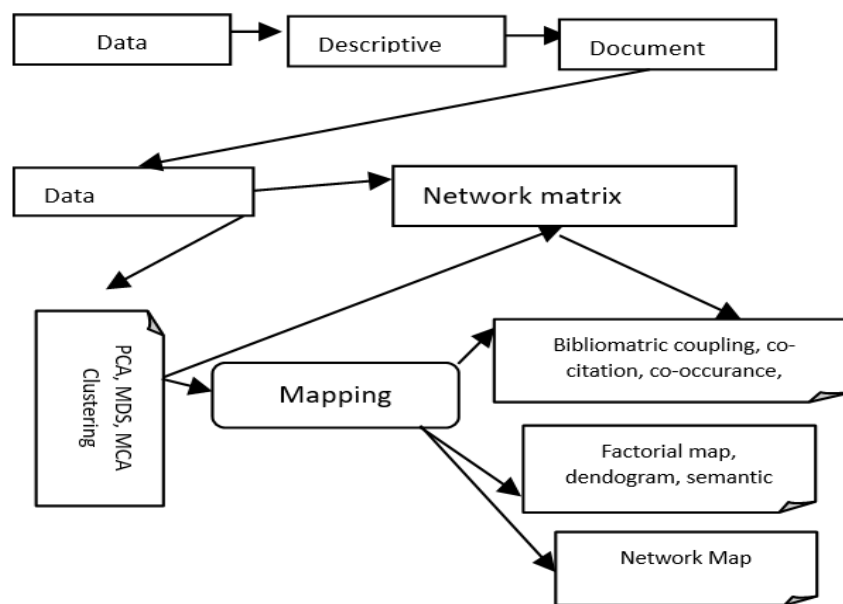 Data
Descriptive
Document
Data
Network matrix
PCA, MDS, MCA
Clustering
Mapping
Bibliomatric coupling, co-
citation, co-occurance,
Factorial map,
dendogram, semantic
Network Map